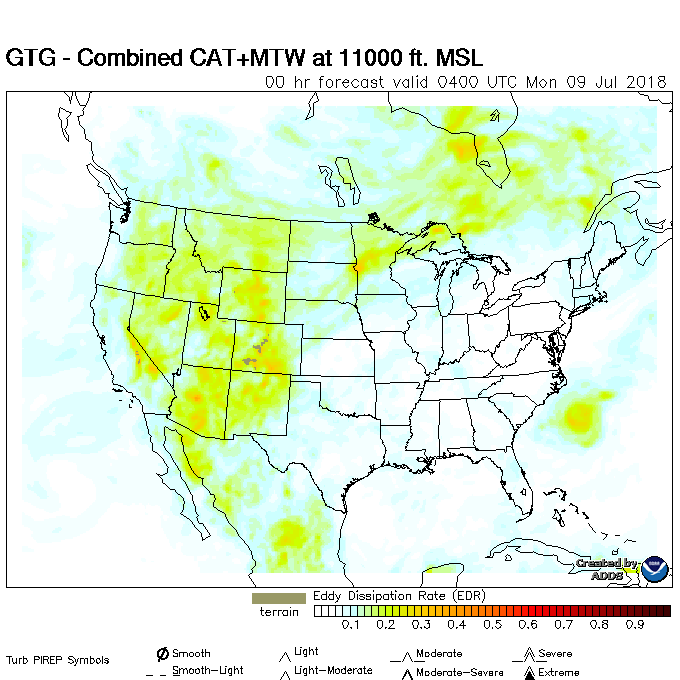 GTG - Combined CAT+MTW at 11000 ft. MSL
00 hr forecast valid 0400 UTC Mon 09 Jul 2018
Created by
ADDS
Eddy Dissipation Rate (EDR)
terrain
0.1 0.2 0.3 0.4 0.5 0.6 0.7 0.8 0.9
Turb PIREP Symbols
Smooth Light Moderate Severe
Smooth-Light Light-Moderate Moderate-Severe Extreme